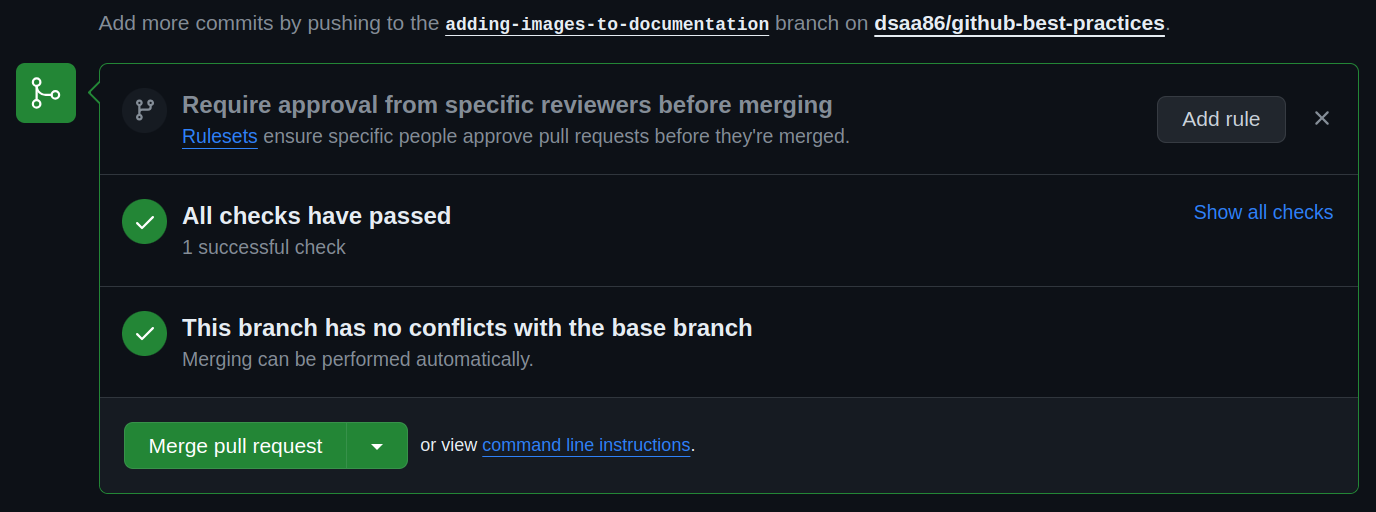 Add more commits by pushing to the adding-images-to-documentation branch on dsaa86/github-best-practices.
Require approval from specific reviewers before merging
Rulesets ensure specific people approve pull requests before they're merged.
Add rule
All checks have passed
1 successful check
Show all checks
This branch has no conflicts with the base branch
Merging can be performed automatically.
Merge pull request
or view command line instructions.